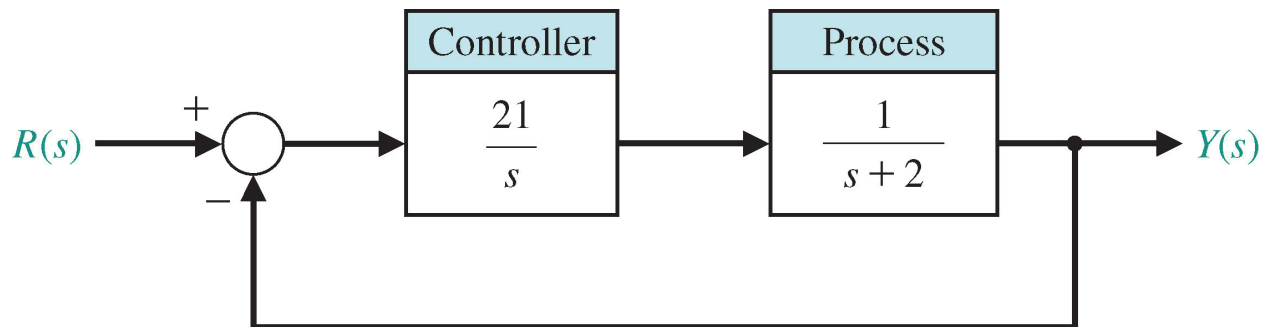 Controller
Process
R(s)
+
−
21
s
1
s + 2
Y(s)